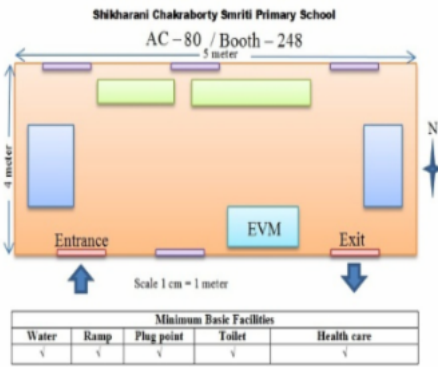 Shikharani Chakraborty Smriti Primary School
AC – 80 / Booth – 248
5 meter
4 meter
N
EVM
Entrance
Exit
Scale 1 cm = 1 meter
Minimum Basic Facilities
Water Ramp Plug point Toilet Health care
√ √ √ √ √